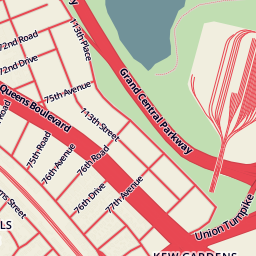 72nd Road
113th Place
72nd Drive
75th Avenue
Queens Boulevard
113th Street
Grand Central Parkway
75th Road
76th Avenue
76th Road
76th Drive
77th Avenue
Union Turnpike
KEW GARDENS